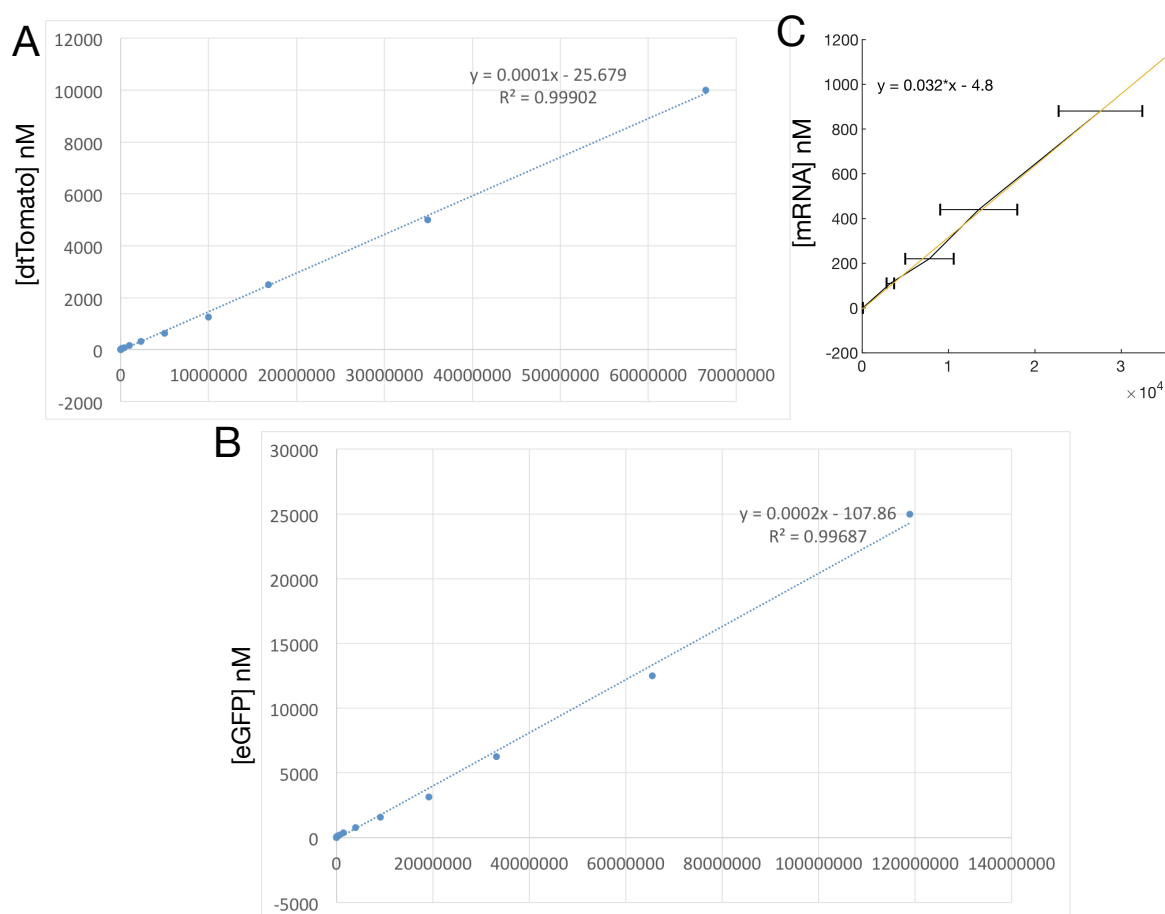 A
12000
10000
8000
6000
4000
2000
0
-2000
[dtTomato] nM
y = 0.0001x - 25.679
R² = 0.99902
0 10000000 20000000 30000000 40000000 50000000 60000000 70000000
C
1200
1000
800
600
400
200
0
-200
[mRNA] nM
y = 0.032*x - 4.8
0 1 2 3
× 10⁴
B
30000
25000
20000
15000
10000
5000
0
-5000
[eGFP] nM
y = 0.0002x - 107.86
R² = 0.99687
0 20000000 40000000 60000000 80000000 100000000 120000000 140000000